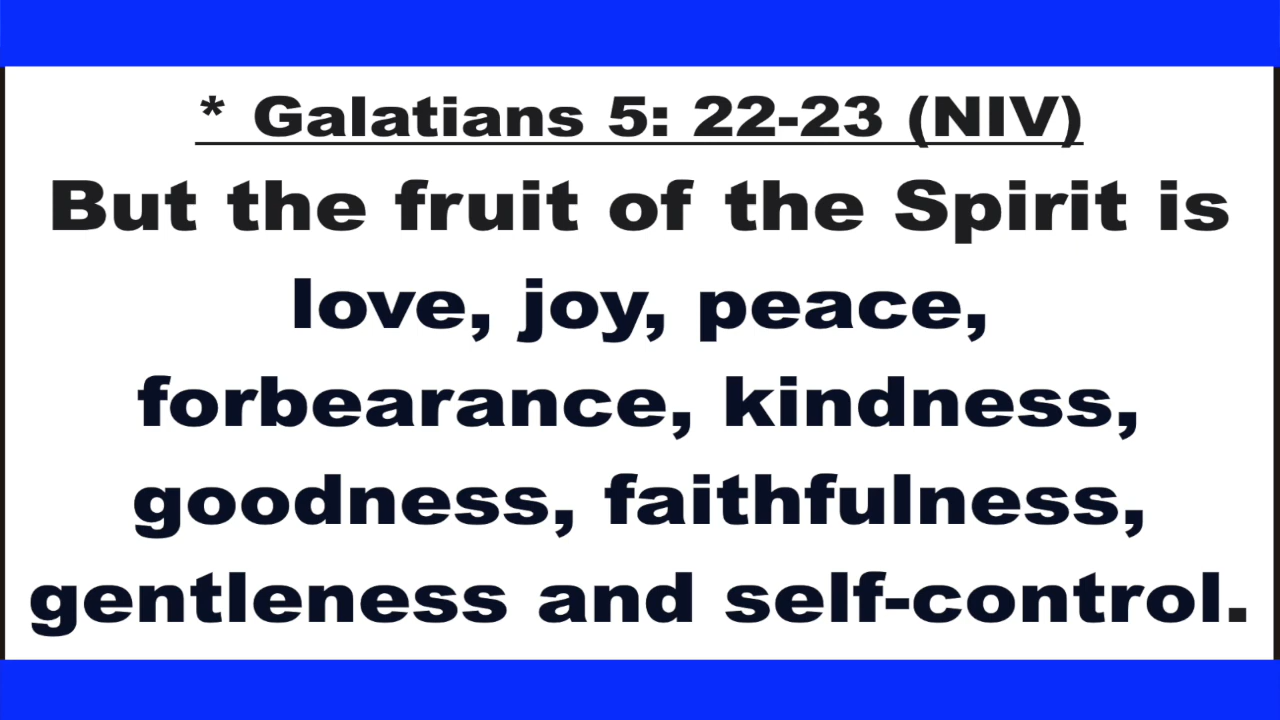 * Galatians 5: 22-23 (NIV)
But the fruit of the Spirit is
love, joy, peace,
forbearance, kindness,
goodness, faithfulness,
gentleness and self-control.